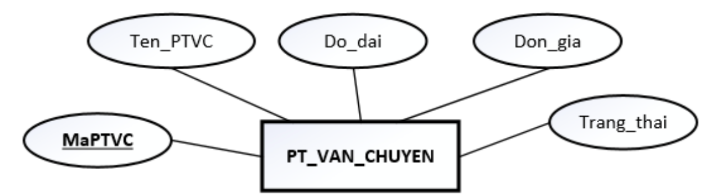 Ten_PTVC
Do_dai
Don_gia
MaPTVC
PT_VAN_CHUYEN
Trang_thai